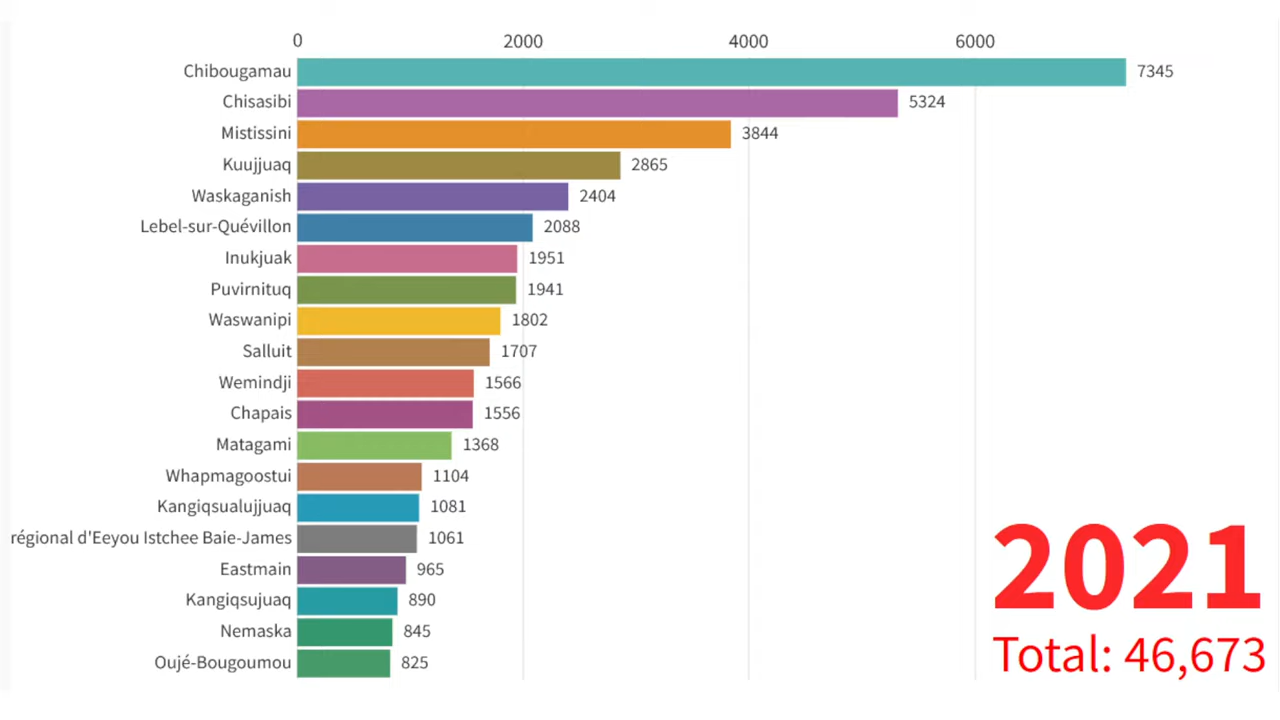 0 2000 4000 6000
Chibougamau 7345
Chisasibi 5324
Mistissini 3844
Kuujjuaq 2865
Waskaganish 2404
Lebel-sur-Quévillon 2088
Inukjuak 1951
Puvirnituq 1941
Waswanipi 1802
Salluit 1707
Wemindji 1566
Chapais 1556
Matagami 1368
Whapmagoostui 1104
Kangiqsualujjuaq 1081
régional d'Eeyou Istchee Baie-James 1061
Eastmain 965
Kangiqsujuaq 890
Nemaska 845
Oujé-Bougoumou 825
2021
Total: 46,673